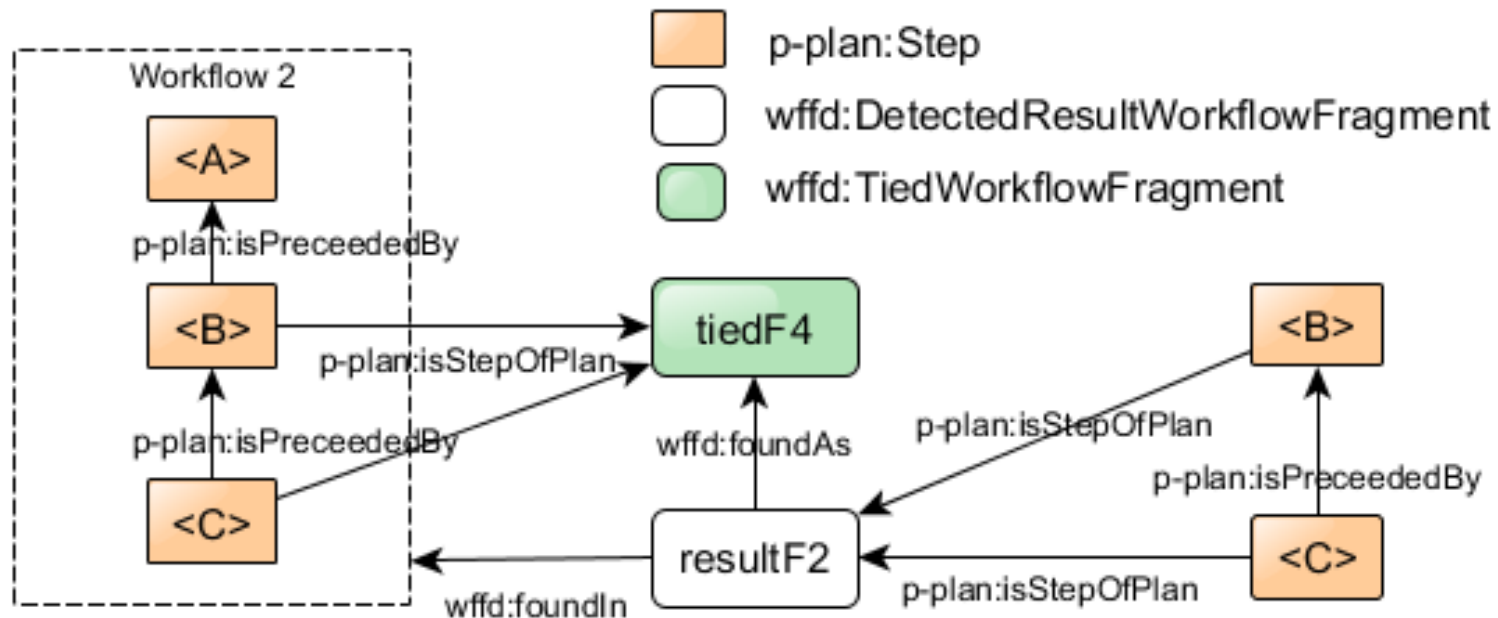 p-plan:Step
wffd:DetectedResultWorkflowFragment
wffd:TiedWorkflowFragment
Workflow 2
<A>
p-plan:isPreceededBy
<B>
p-plan:isStepOfPlan
p-plan:isPreceededBy
<C>
tiedF4
wffd:foundAs
resultF2
wffd:foundIn
<B>
p-plan:isStepOfPlan
p-plan:isPreceededBy
<C>
p-plan:isStepOfPlan